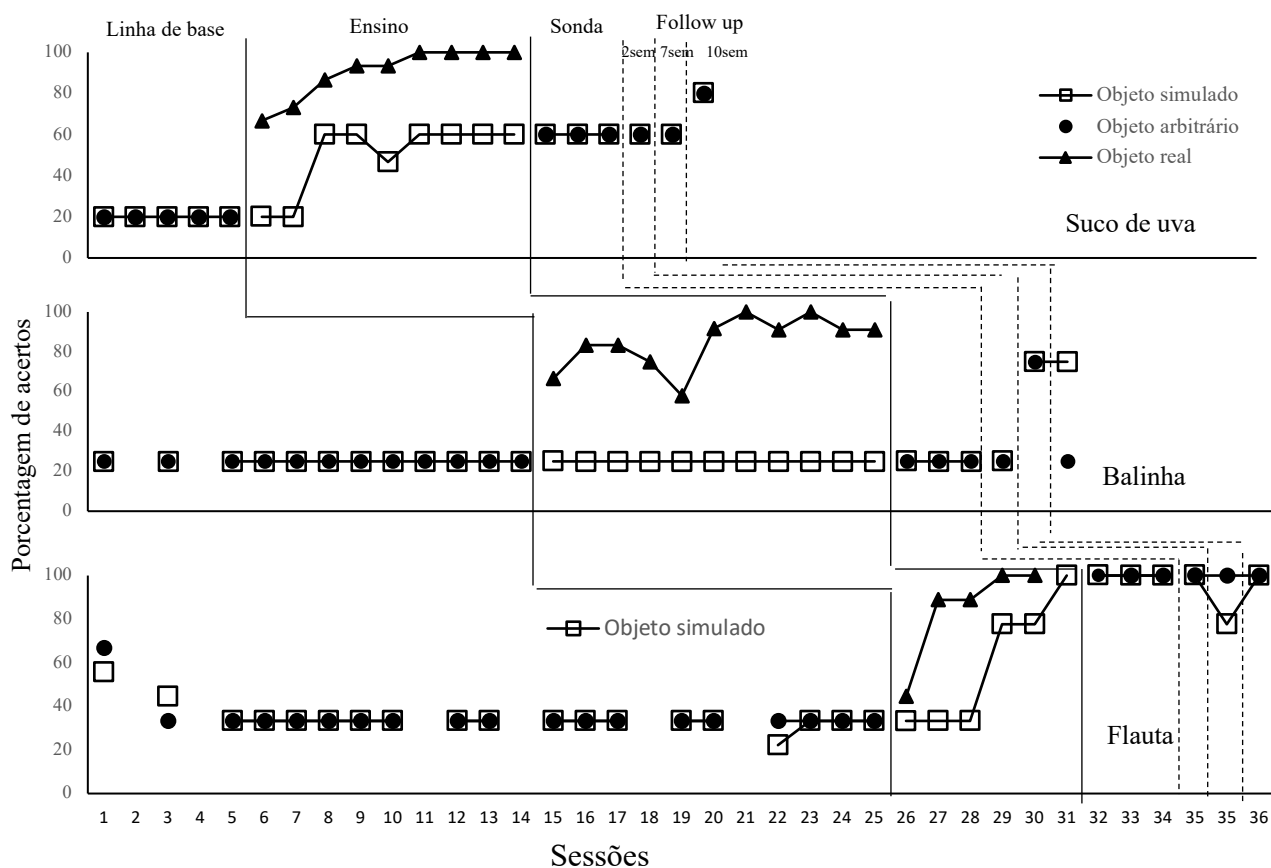 Linha de base Ensino Sonda Follow up
2sem 7sem 10sem
100
80
60
40
20
0
Objeto simulado
Objeto arbitrário
Objeto real
Suco de uva
Porcentagem de acertos
100
80
60
40
20
0
Balinha
100
80
60
40
20
0
Objeto simulado
Flauta
1 2 3 4 5 6 7 8 9 10 11 12 13 14 15 16 17 18 19 20 21 22 23 24 25 26 27 28 29 30 31 32 33 34 35 35 36
Sessões